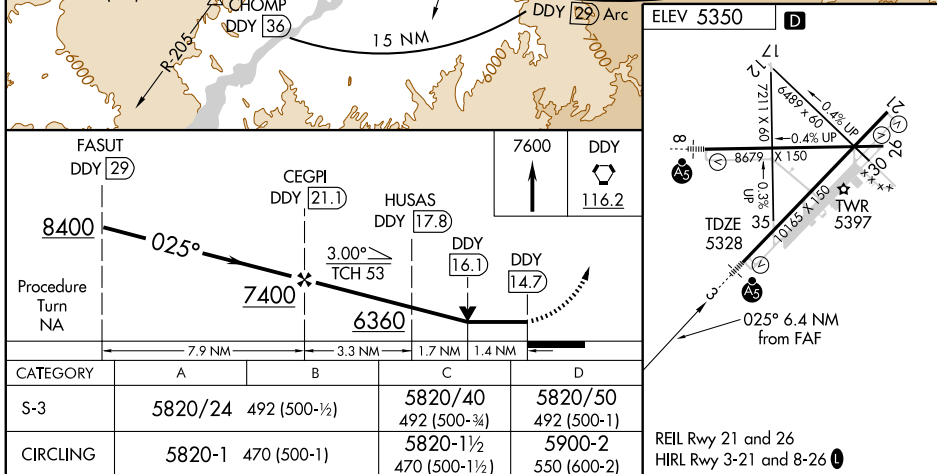 CHOMP
DDY 36
R-205
8000
15 NM
DDY 29 Arc
6000
7000
ELEV 5350 D
FASUT
DDY 29
8400
025°
Procedure
Turn
NA
CEGPI
DDY 21.1
7400
3.00°
TCH 53
HUSAS
DDY 17.8
6360
DDY
16.1
DDY
14.7
7600
DDY
116.2
7.9 NM
3.3 NM
1.7 NM
1.4 NM
CATEGORY A B C D
S-3 5820/24 492 (500-½) 5820/40 492 (500-¾) 5820/50 492 (500-1)
CIRCLING 5820-1 470 (500-1) 5820-1½ 470 (500-1½) 5900-2 550 (600-2)
17
12
7211 X 60
6489 x 60
0.4% UP
21
8
0.4% UP
V
V
V
8679 X 150
A5
26
30
0.3%
UP
TWR
5397
TDZE
5328
35
10165 X 150
V
A5
3
025° 6.4 NM
from FAF
REIL Rwy 21 and 26
HIRL Rwy 3-21 and 8-26 L